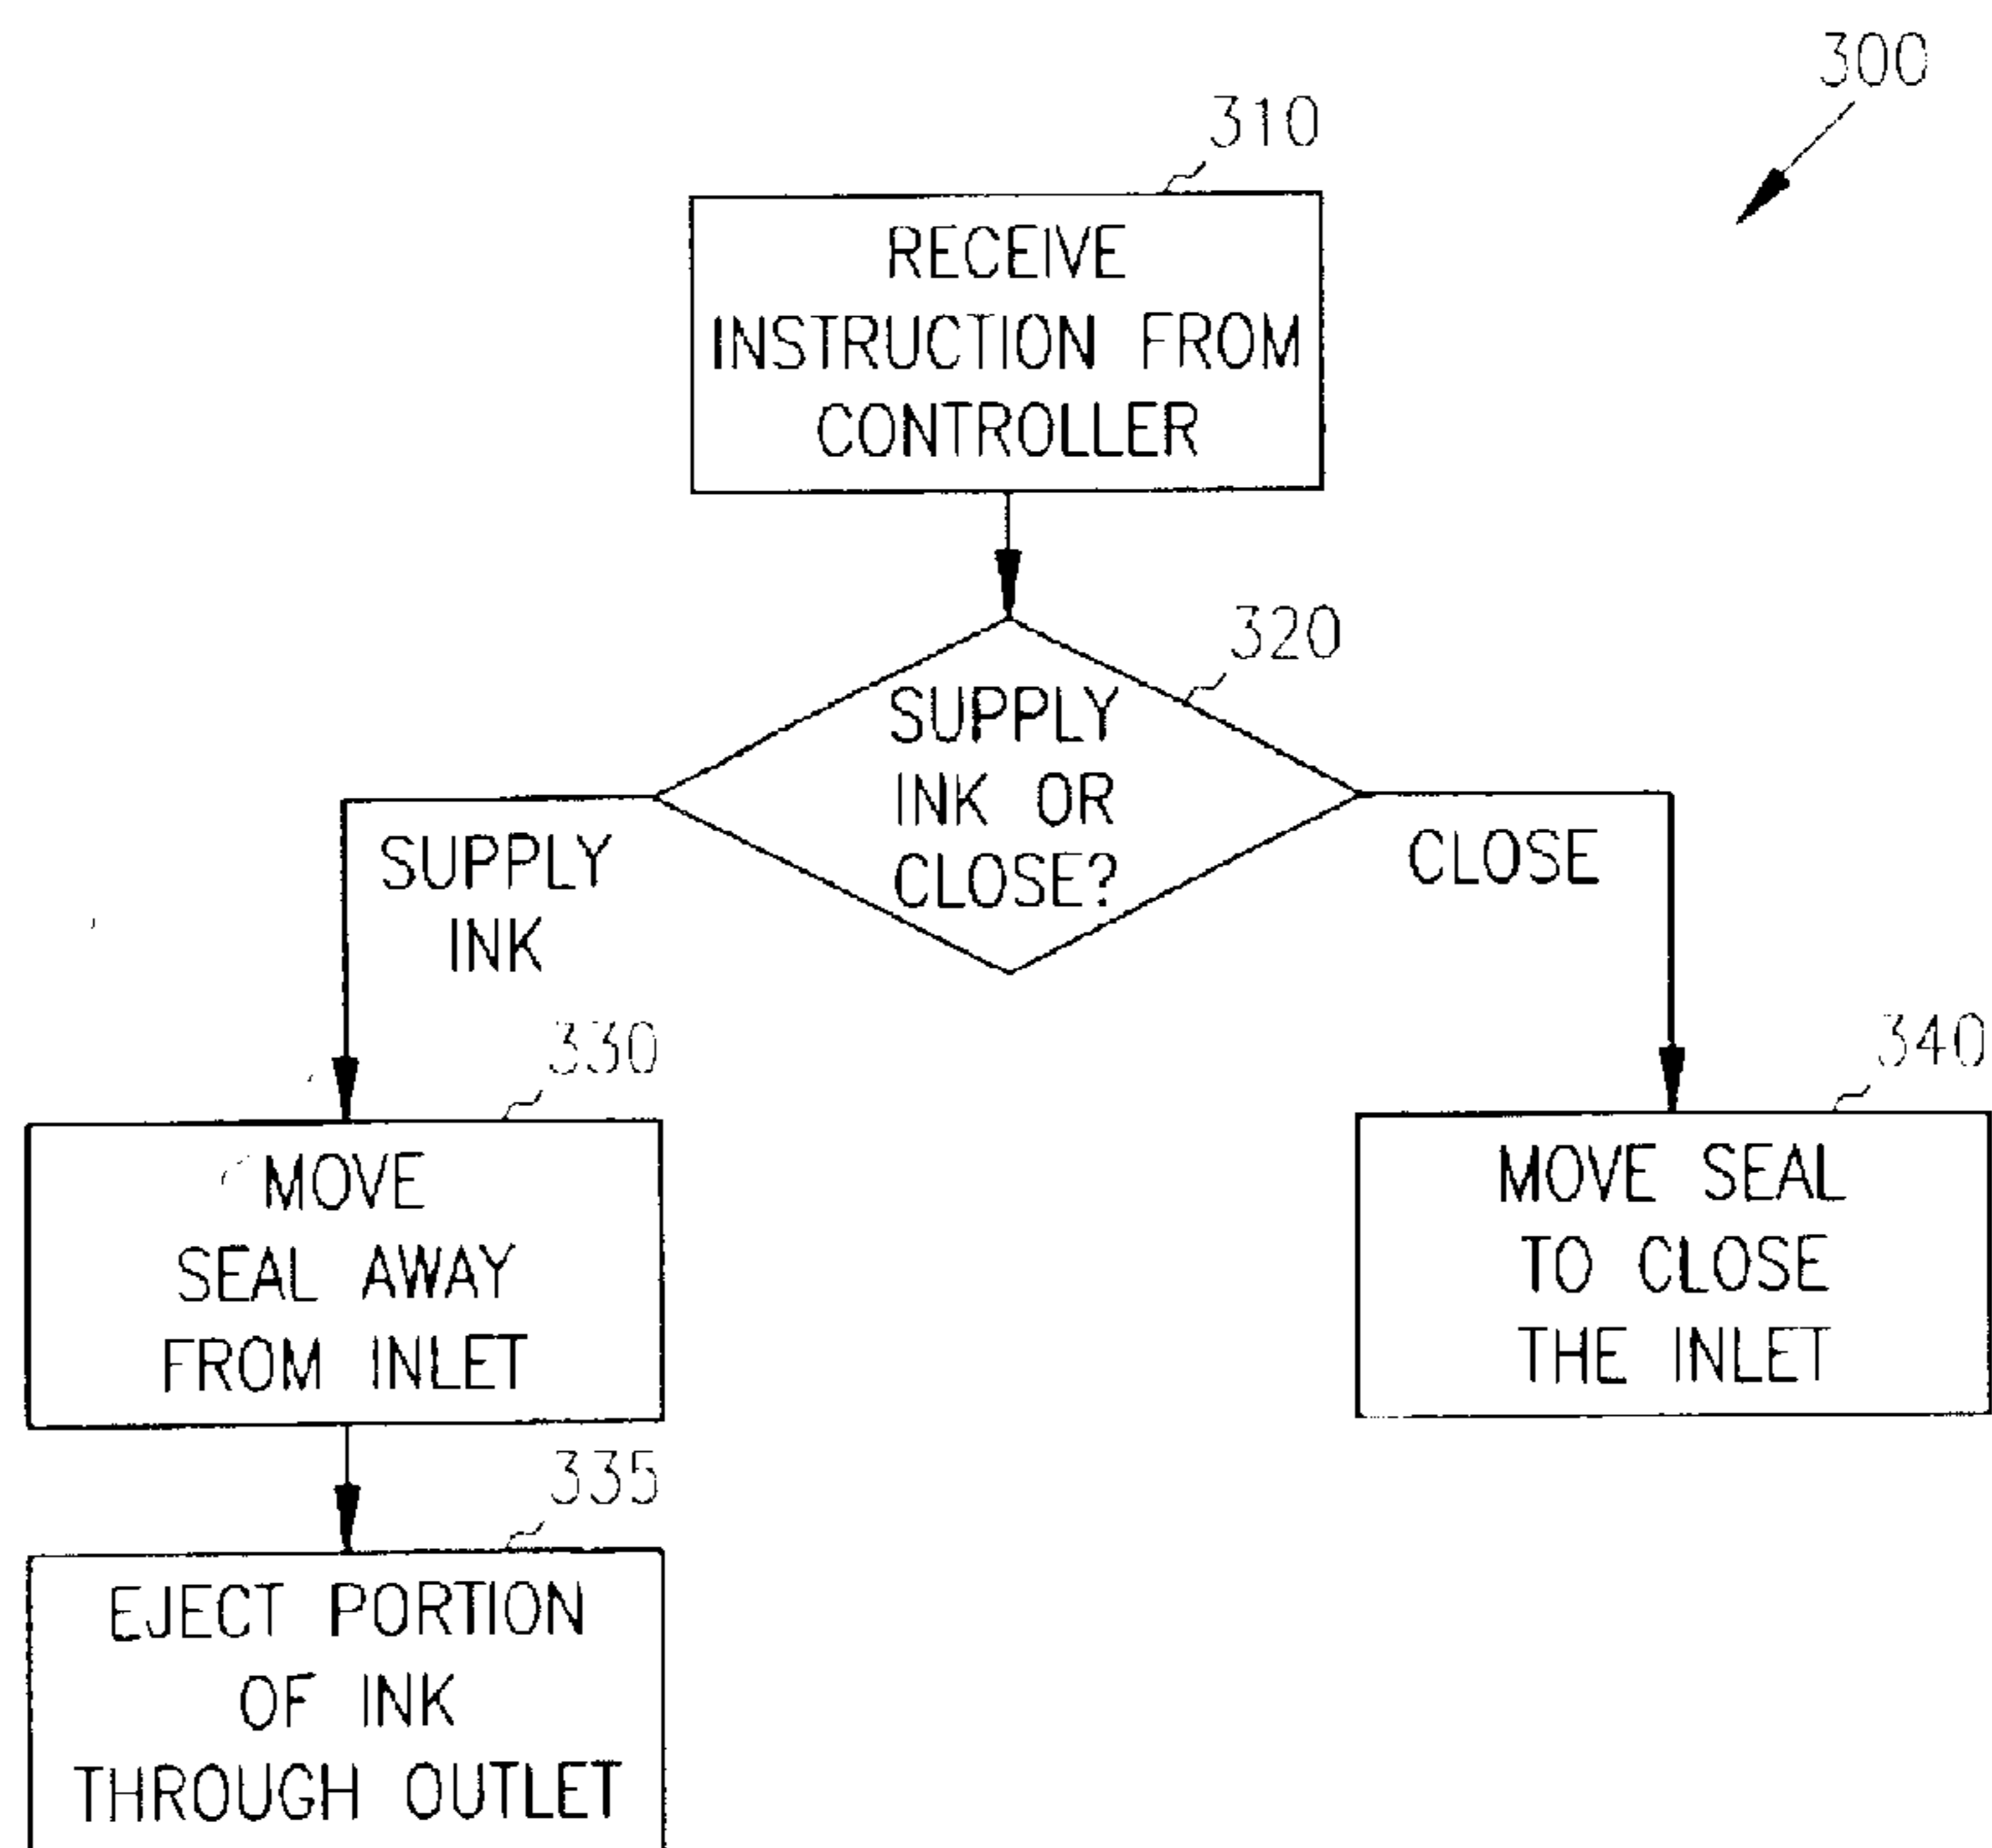 300
310
RECEIVE
INSTRUCTION FROM
CONTROLLER
320
SUPPLY
INK OR
CLOSE?
SUPPLY
INK
CLOSE
330
MOVE
SEAL AWAY
FROM INLET
340
MOVE SEAL
TO CLOSE
THE INLET
335
EJECT PORTION
OF INK
THROUGH OUTLET